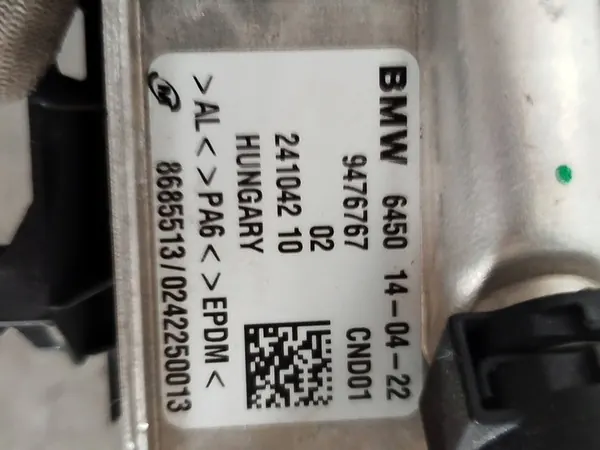 BMW 6450 14-04-22
9476767 CND01
02
241042 10
HUNGARY
>AL< >PA6< >EPDM<
8685513/0242250013